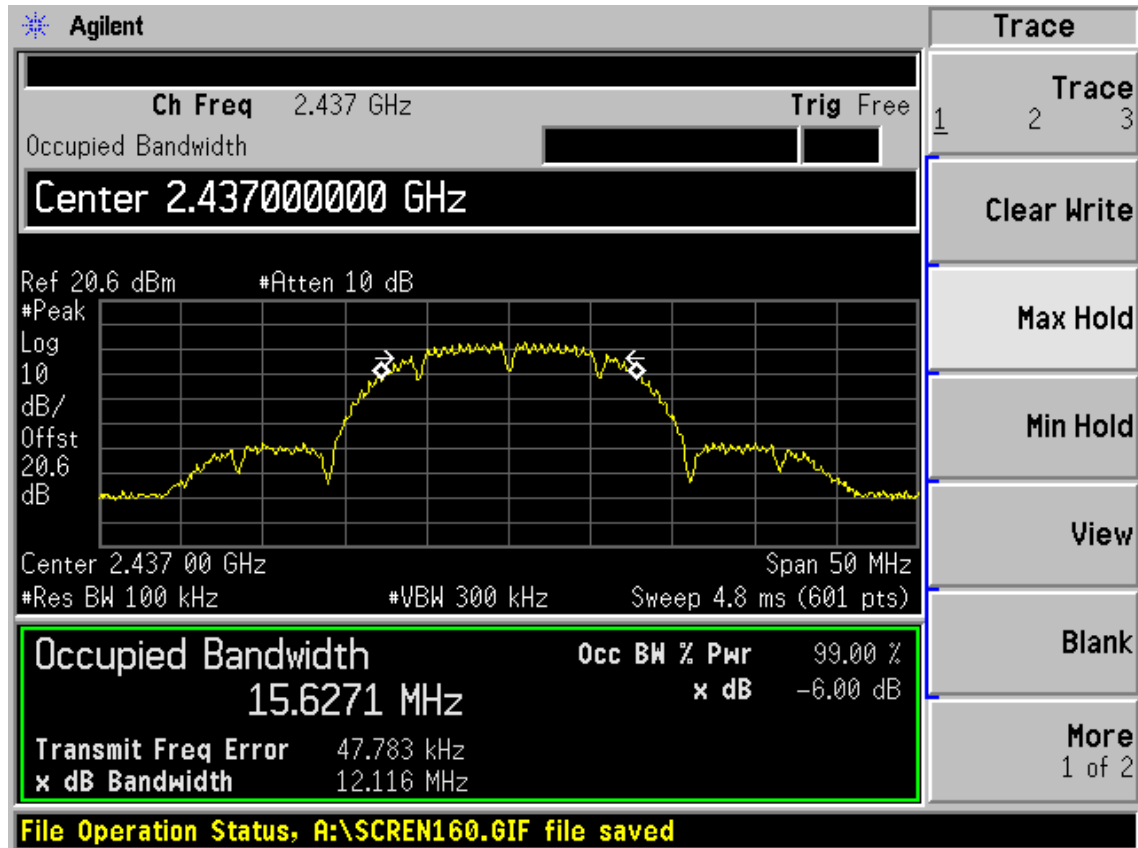 Agilent
Trace
Ch Freq 2.437 GHz Trig Free
Occupied Bandwidth
Center 2.437000000 GHz
Ref 20.6 dBm #Atten 10 dB
#Peak
Log
10
dB/
Offst
20.6
dB
Center 2.437 00 GHz Span 50 MHz
#Res BW 100 kHz #VBW 300 kHz Sweep 4.8 ms (601 pts)
Occupied Bandwidth
15.6271 MHz
Occ BW % Pwr 99.00 %
x dB -6.00 dB
Transmit Freq Error 47.783 kHz
x dB Bandwidth 12.116 MHz
File Operation Status, A:\SCREN160.GIF file saved
Trace
1 2 3
Clear Write
Max Hold
Min Hold
View
Blank
More
1 of 2